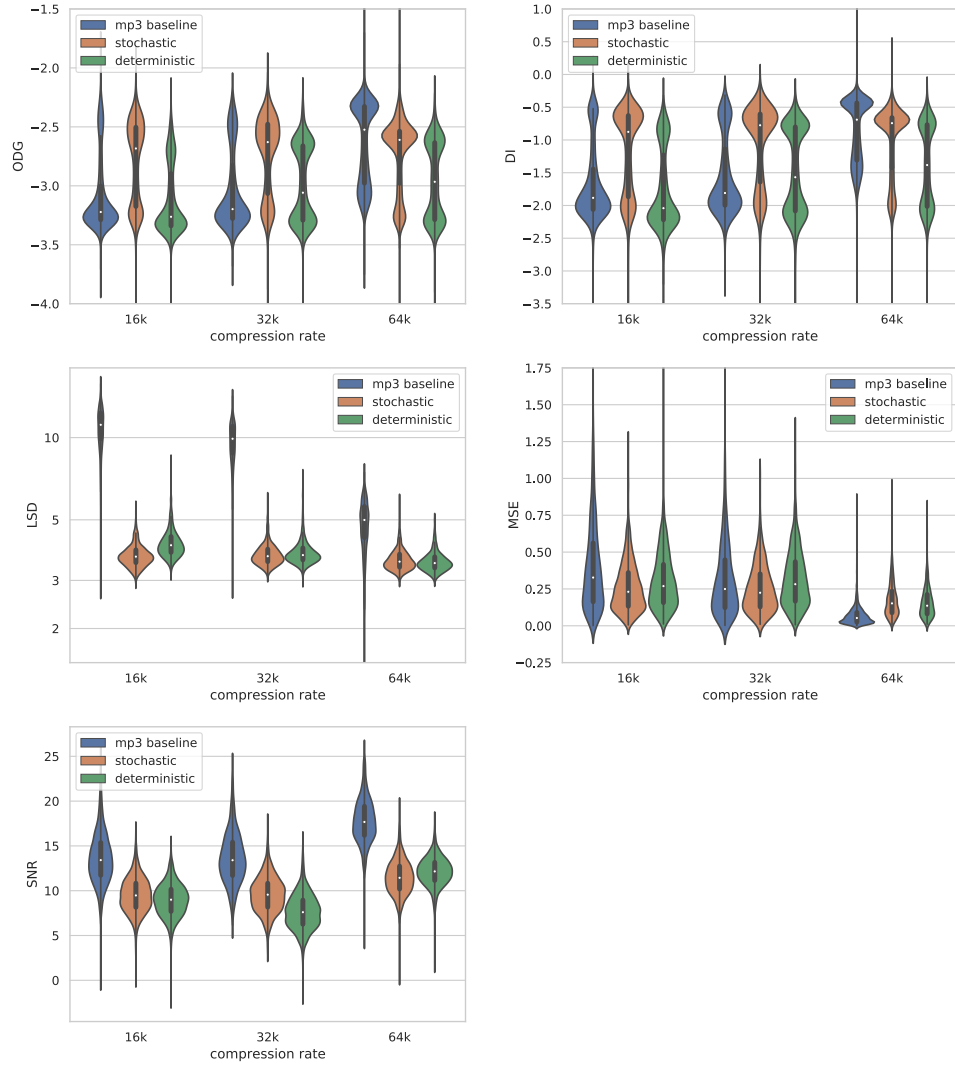 −1.5
−2.0
−2.5
−3.0
−3.5
−4.0
ODG
mp3 baseline
stochastic
deterministic
16k
32k
64k
compression rate
1.0
0.5
0.0
−0.5
−1.0
−1.5
−2.0
−2.5
−3.0
−3.5
DI
mp3 baseline
stochastic
deterministic
16k
32k
64k
compression rate
10
5
3
2
LSD
mp3 baseline
stochastic
deterministic
16k
32k
64k
compression rate
1.75
1.50
1.25
1.00
0.75
0.50
0.25
0.00
−0.25
MSE
mp3 baseline
stochastic
deterministic
16k
32k
64k
compression rate
25
20
15
10
5
0
SNR
mp3 baseline
stochastic
deterministic
16k
32k
64k
compression rate